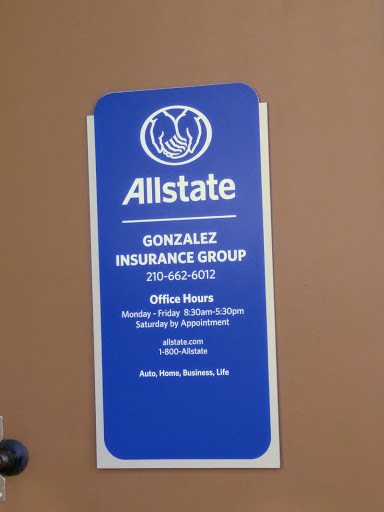 Allstate
GONZALEZ
INSURANCE GROUP
210-662-6012
Office Hours
Monday - Friday 8:30am-5:30pm
Saturday by Appointment
allstate.com
1-800-Allstate
Auto, Home, Business, Life